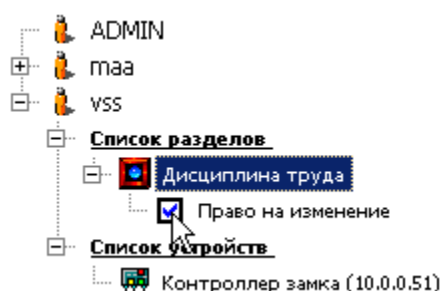 ADMIN
maa
vss
Список разделов
Дисциплина труда
Право на изменение
Список устройств
Контроллер замка (10.0.0.51)